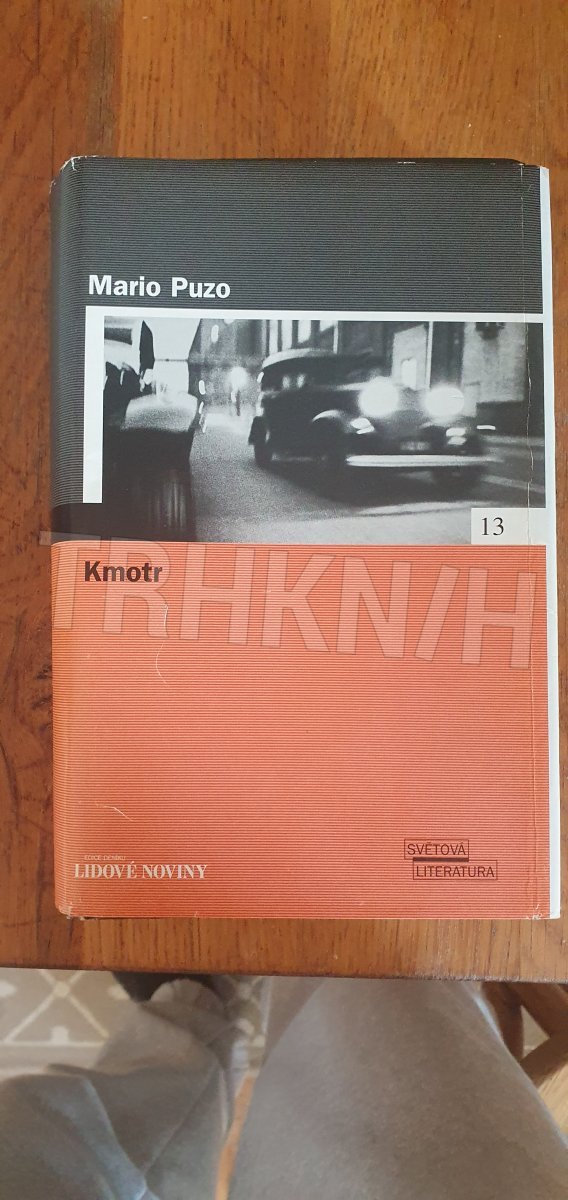 Mario Puzo
13
Kmotr
TRHKNIH
EDICE DENÍKU
LIDOVÉ NOVINY
SVĚTOVÁ
LITERATURA